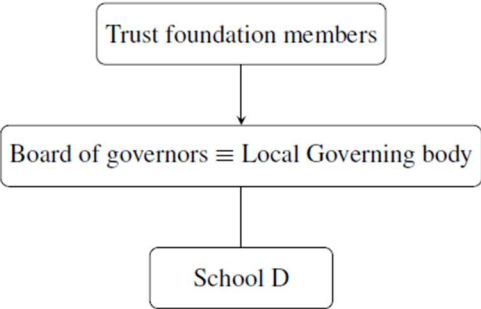 Trust foundation members
Board of governors ≡ Local Governing body
School D